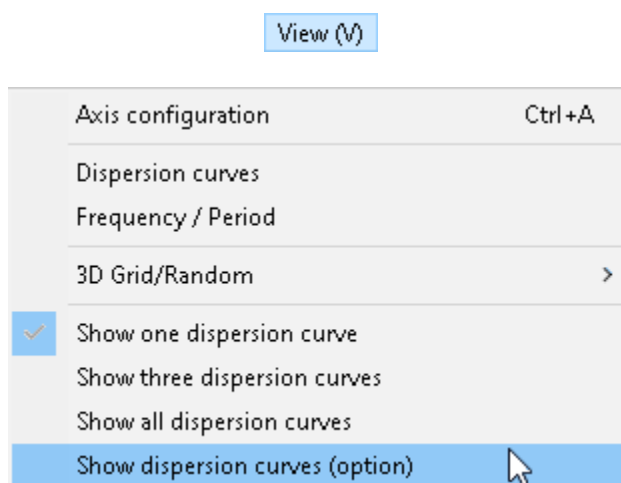 View (V)
Axis configuration Ctrl+A
Dispersion curves
Frequency / Period
3D Grid/Random
Show one dispersion curve
Show three dispersion curves
Show all dispersion curves
Show dispersion curves (option)